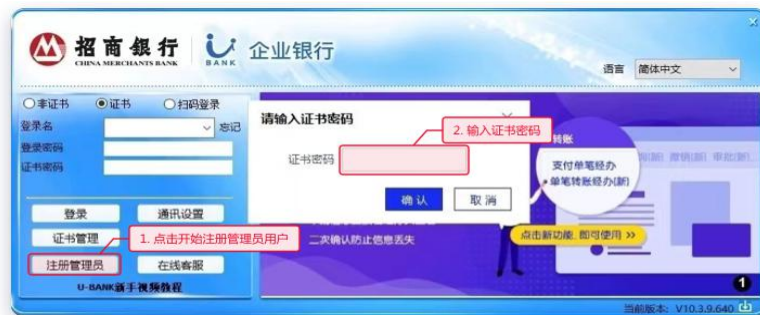 招商银行
CHINA MERCHANTS BANK
U
BANK
企业银行
语言 简体中文
非证书 证书 扫码登录
登录名 忘记
登录密码
证书密码
登录 通讯设置
证书管理
1. 点击开始注册管理员用户
注册管理员 在线客服
U-BANK新手视频教程
请输入证书密码
2. 输入证书密码
证书密码
确认 取消
二次确认防止信息丢失
转账
支付单笔经办
单笔转账经办(新)
点击新功能, 即可使用 >>
1
当前版本: V10.3.9.640